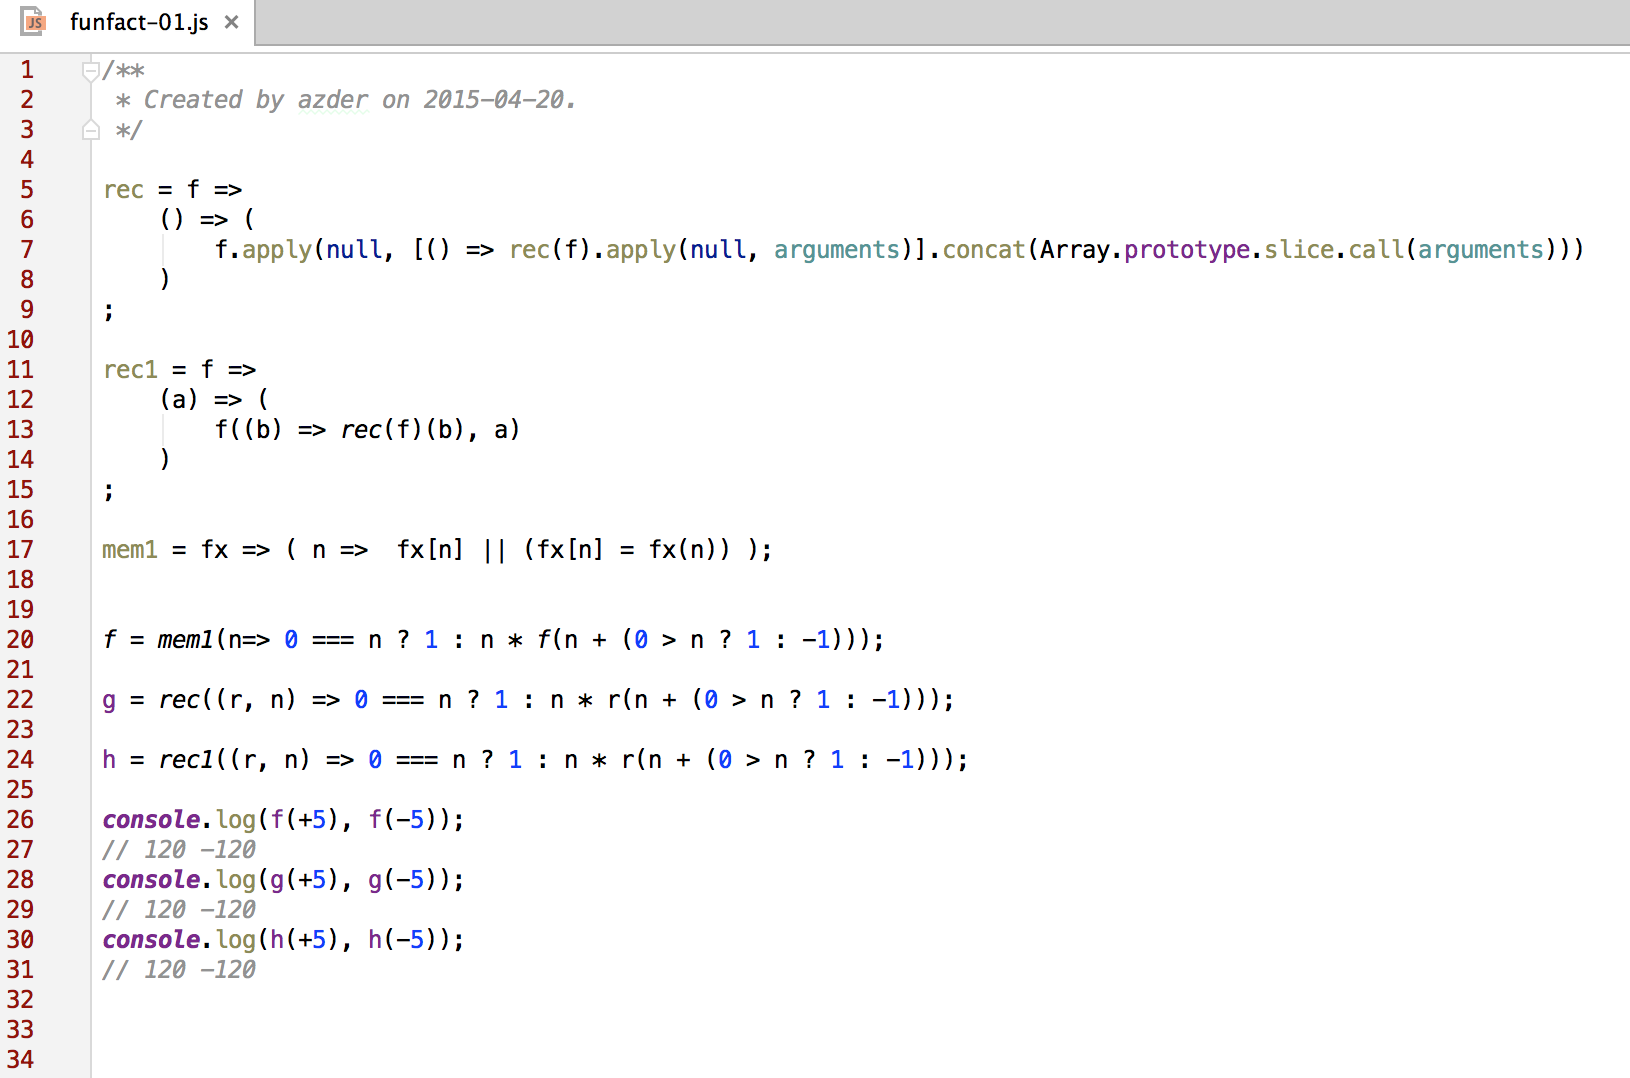 JS funfact-01.js ×
1 /**
2  * Created by azder on 2015-04-20.
3  */
4
5 rec = f =>
6     () => (
7         f.apply(null, [() => rec(f).apply(null, arguments)].concat(Array.prototype.slice.call(arguments)))
8     )
9 ;
10
11 rec1 = f =>
12     (a) => (
13         f((b) => rec(f)(b), a)
14     )
15 ;
16
17 mem1 = fx => ( n =>  fx[n] || (fx[n] = fx(n)) );
18
19
20 f = mem1(n=> 0 === n ? 1 : n * f(n + (0 > n ? 1 : -1)));
21
22 g = rec((r, n) => 0 === n ? 1 : n * r(n + (0 > n ? 1 : -1)));
23
24 h = rec1((r, n) => 0 === n ? 1 : n * r(n + (0 > n ? 1 : -1)));
25
26 console.log(f(+5), f(-5));
27 // 120 -120
28 console.log(g(+5), g(-5));
29 // 120 -120
30 console.log(h(+5), h(-5));
31 // 120 -120
32
33
34